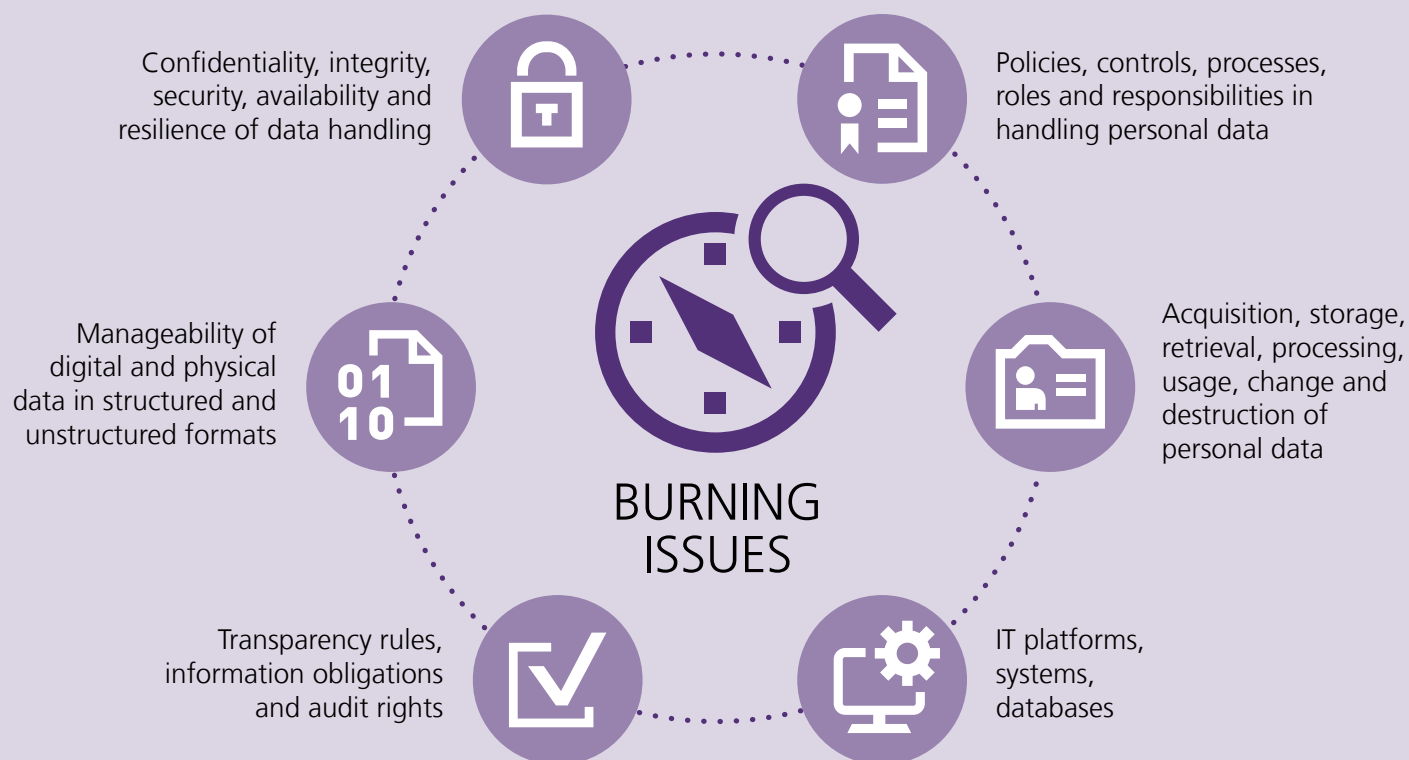 Confidentiality, integrity,
security, availability and
resilience of data handling
Policies, controls, processes,
roles and responsibilities in
handling personal data
Manageability of
digital and physical
data in structured and
unstructured formats
01
10
Acquisition, storage,
retrieval, processing,
usage, change and
destruction of
personal data
BURNING
ISSUES
Transparency rules,
information obligations
and audit rights
IT platforms,
systems,
databases